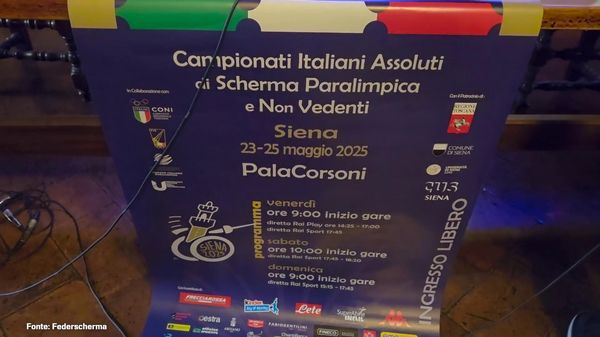 Campionati Italiani Assoluti
di Scherma Paralimpica
e Non Vedenti
Siena
23-25 maggio 2025
PalaCorsoni
In Collaborazione con:
CONI
Con il Patrocinio di:
REGIONE
TOSCANA
COMUNE
DI SIENA
SIENA
SIENA
2025
programma
venerdì
ore 9:00 inizio gare
diretta Rai Play ore 14:25 - 17:00
diretta Rai Sport 17:45
sabato
ore 10:00 inizio gare
diretta Rai Sport 17:45 - 18:20
domenica
ore 9:00 inizio gare
diretta Rai Sport 15:15 - 17:45
INGRESSO LIBERO
FRECCIAROSSA
Lete
FABIOGENTILINI
estra
FINECO
Fonte: Federscherma